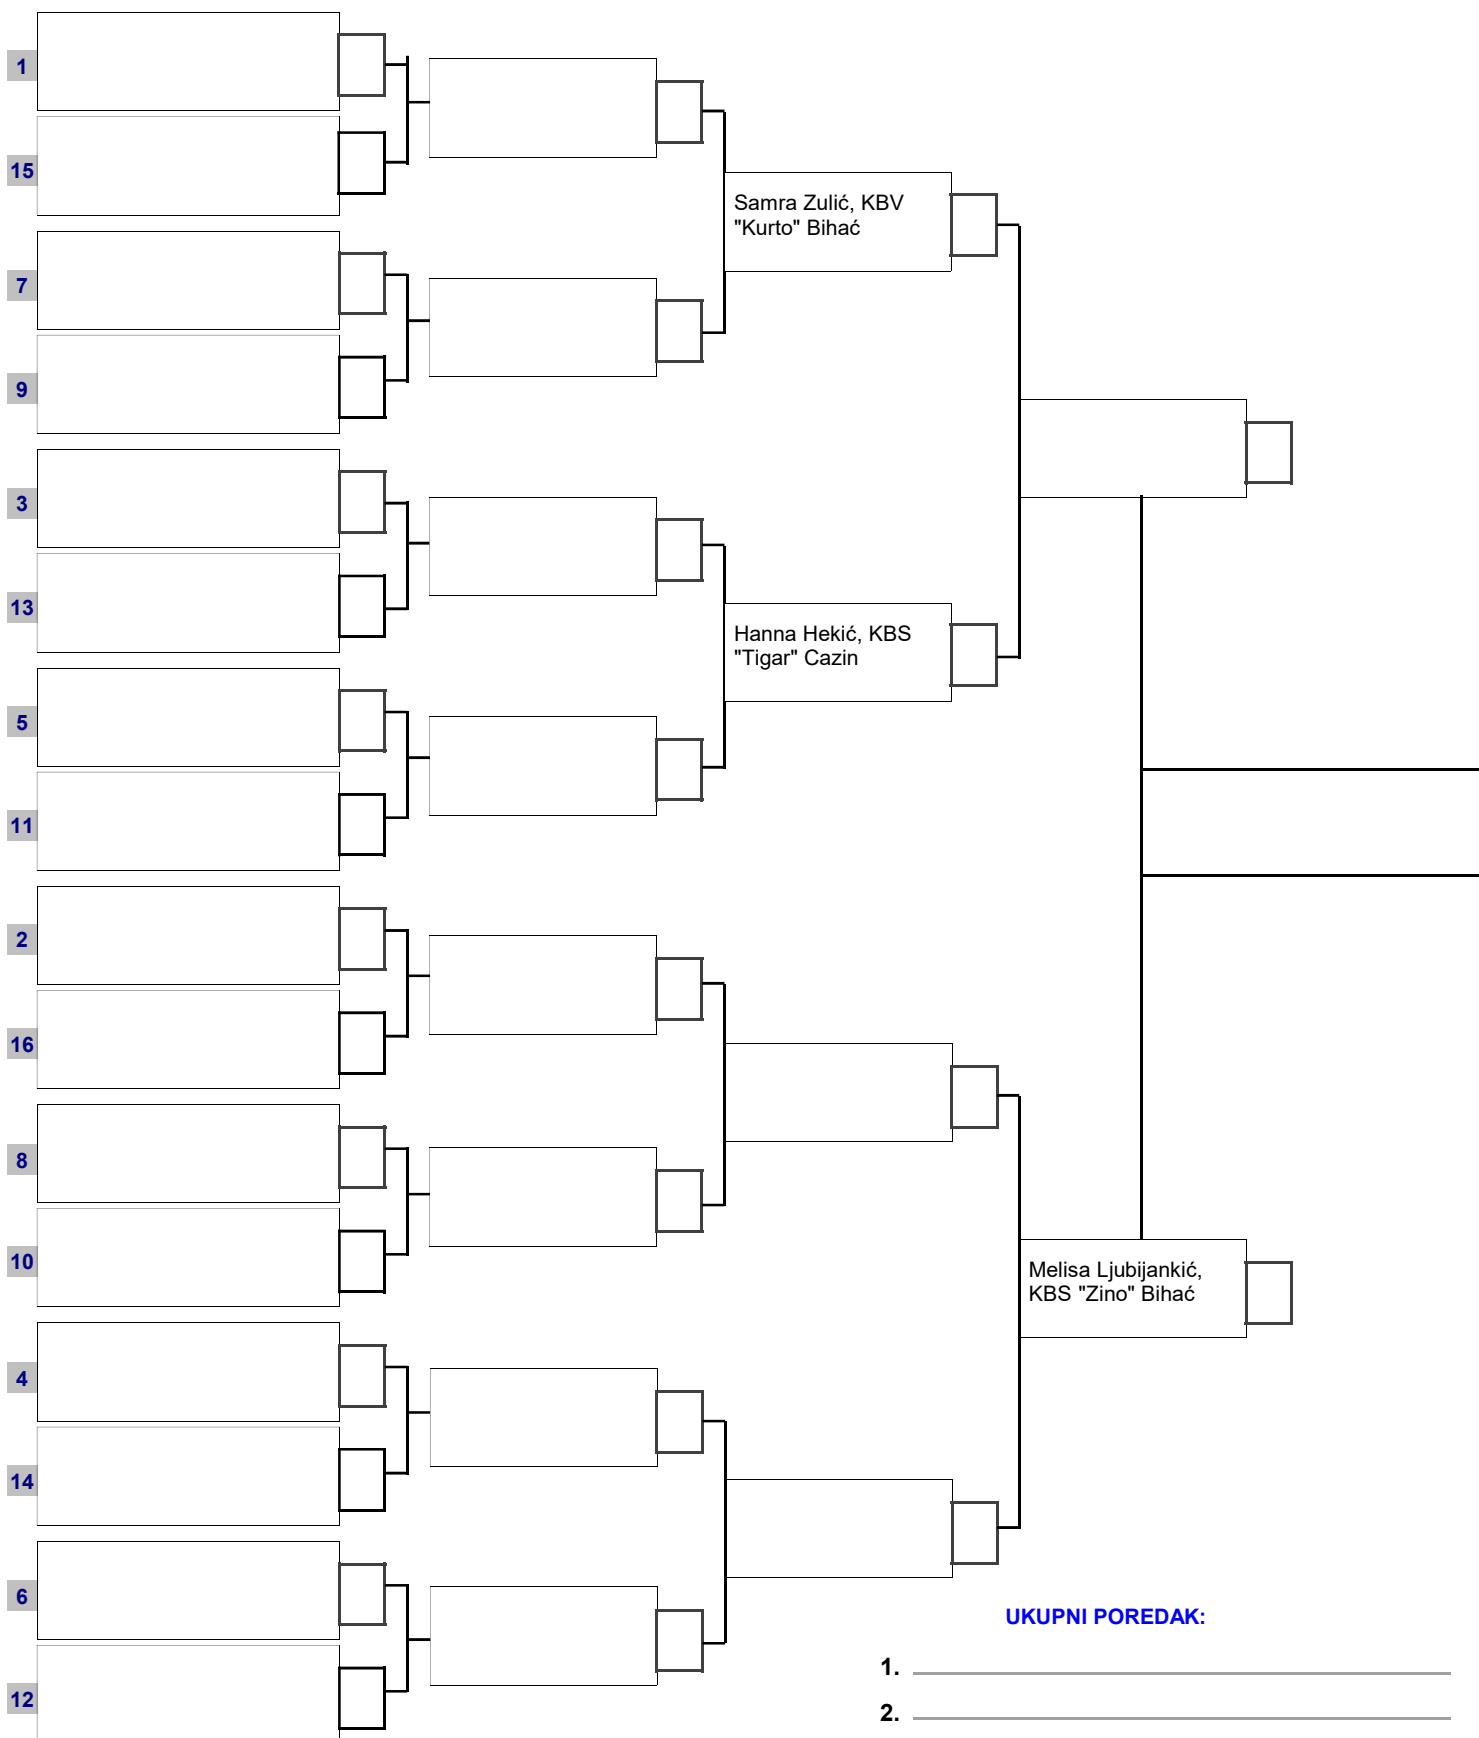 1
15
Samra Zulić, KBV
"Kurto" Bihać
7
9
3
13
Hanna Hekić, KBS
"Tigar" Cazin
5
11
2
16
8
10
Melisa Ljubijankić,
KBS "Zino" Bihać
4
14
6
UKUPNI POREDAK:
1.
12
2.